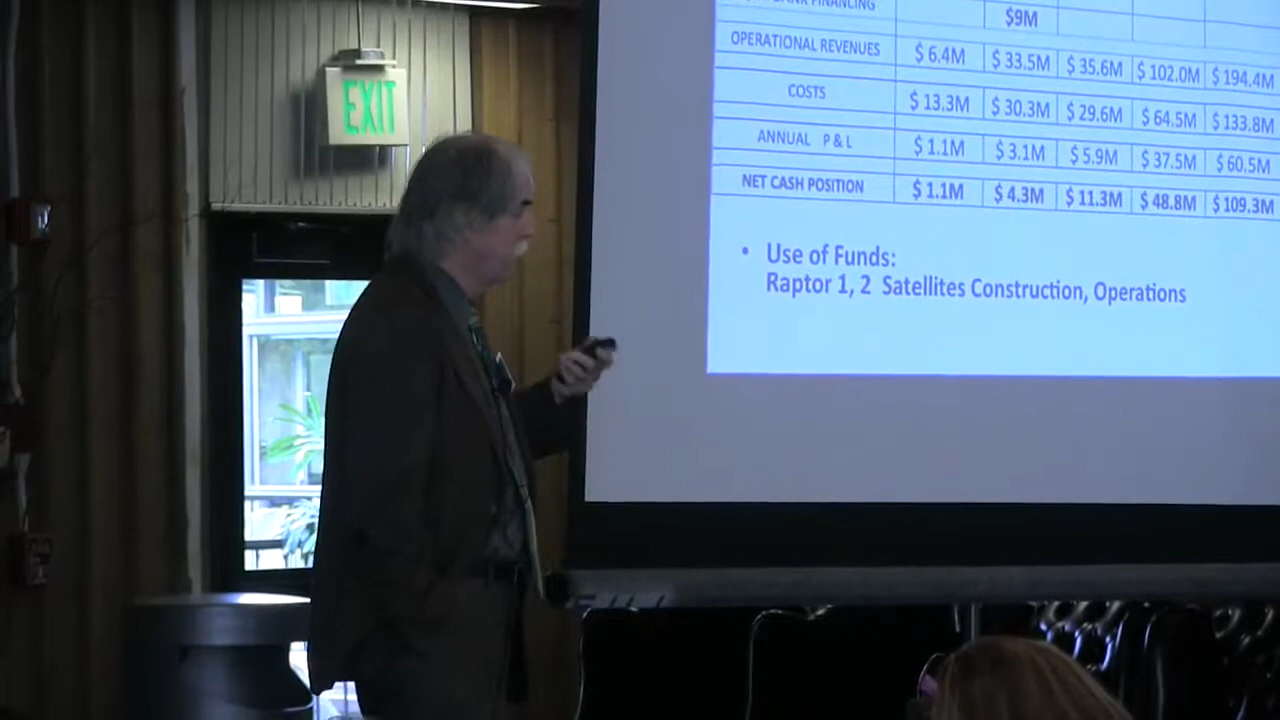 FINANCING
$9M
OPERATIONAL REVENUES $ 6.4M $ 33.5M $ 35.6M $ 102.0M $ 194.4M
COSTS $ 13.3M $ 30.3M $ 29.6M $ 64.5M $ 133.8M
ANNUAL P & L $ 1.1M $ 3.1M $ 5.9M $ 37.5M $ 60.5M
NET CASH POSITION $ 1.1M $ 4.3M $ 11.3M $ 48.8M $ 109.3M
• Use of Funds:
Raptor 1, 2 Satellites Construction, Operations
EXIT